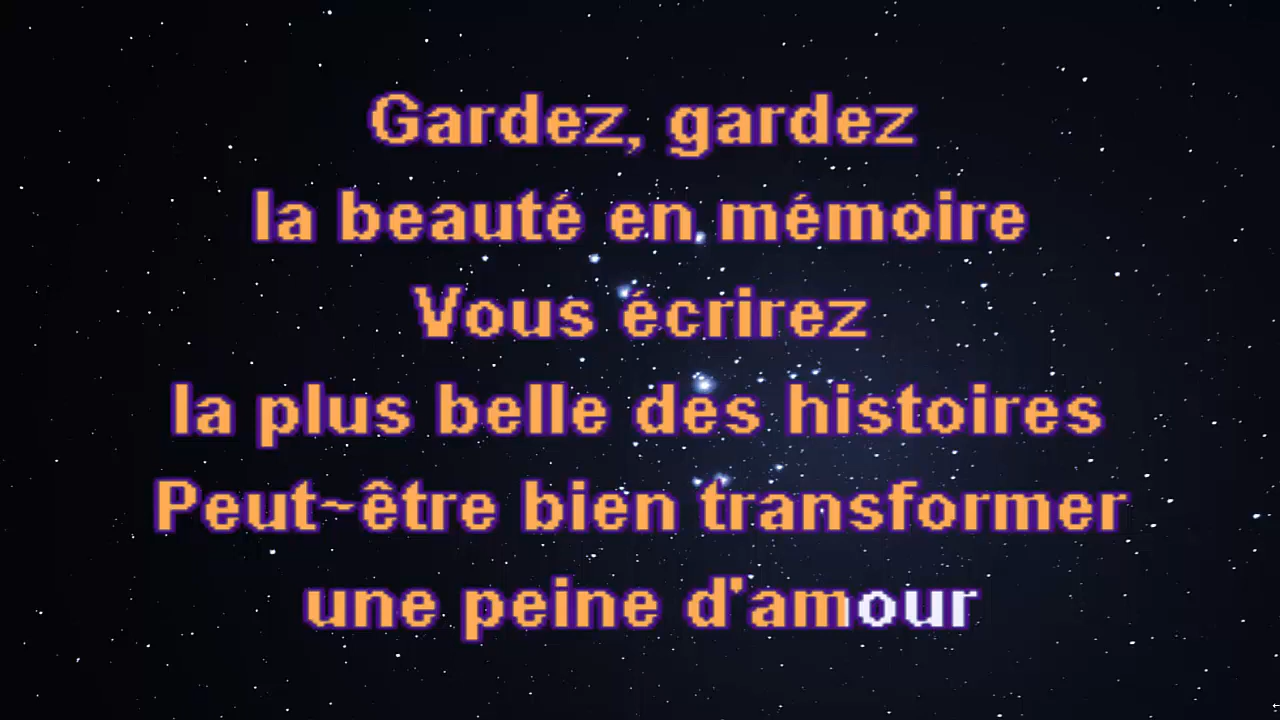 Gardez, gardez
la beauté en mémoire
Vous écrirez
la plus belle des histoires
Peut~être bien transformer
une peine d'amour